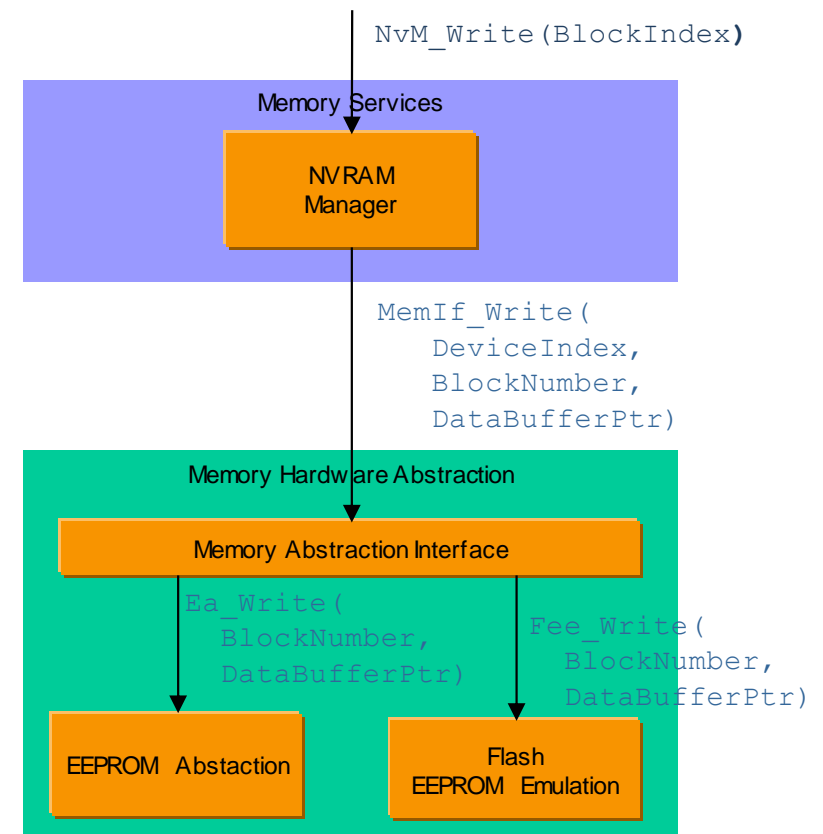 NvM_Write(BlockIndex)
Memory Services
NVRAM
Manager
MemIf_Write(
DeviceIndex,
BlockNumber,
DataBufferPtr)
Memory Hardware Abstraction
Memory Abstraction Interface
Ea_Write(
BlockNumber,
DataBufferPtr)
Fee_Write(
BlockNumber,
DataBufferPtr)
EEPROM Abstaction
Flash
EEPROM Emulation